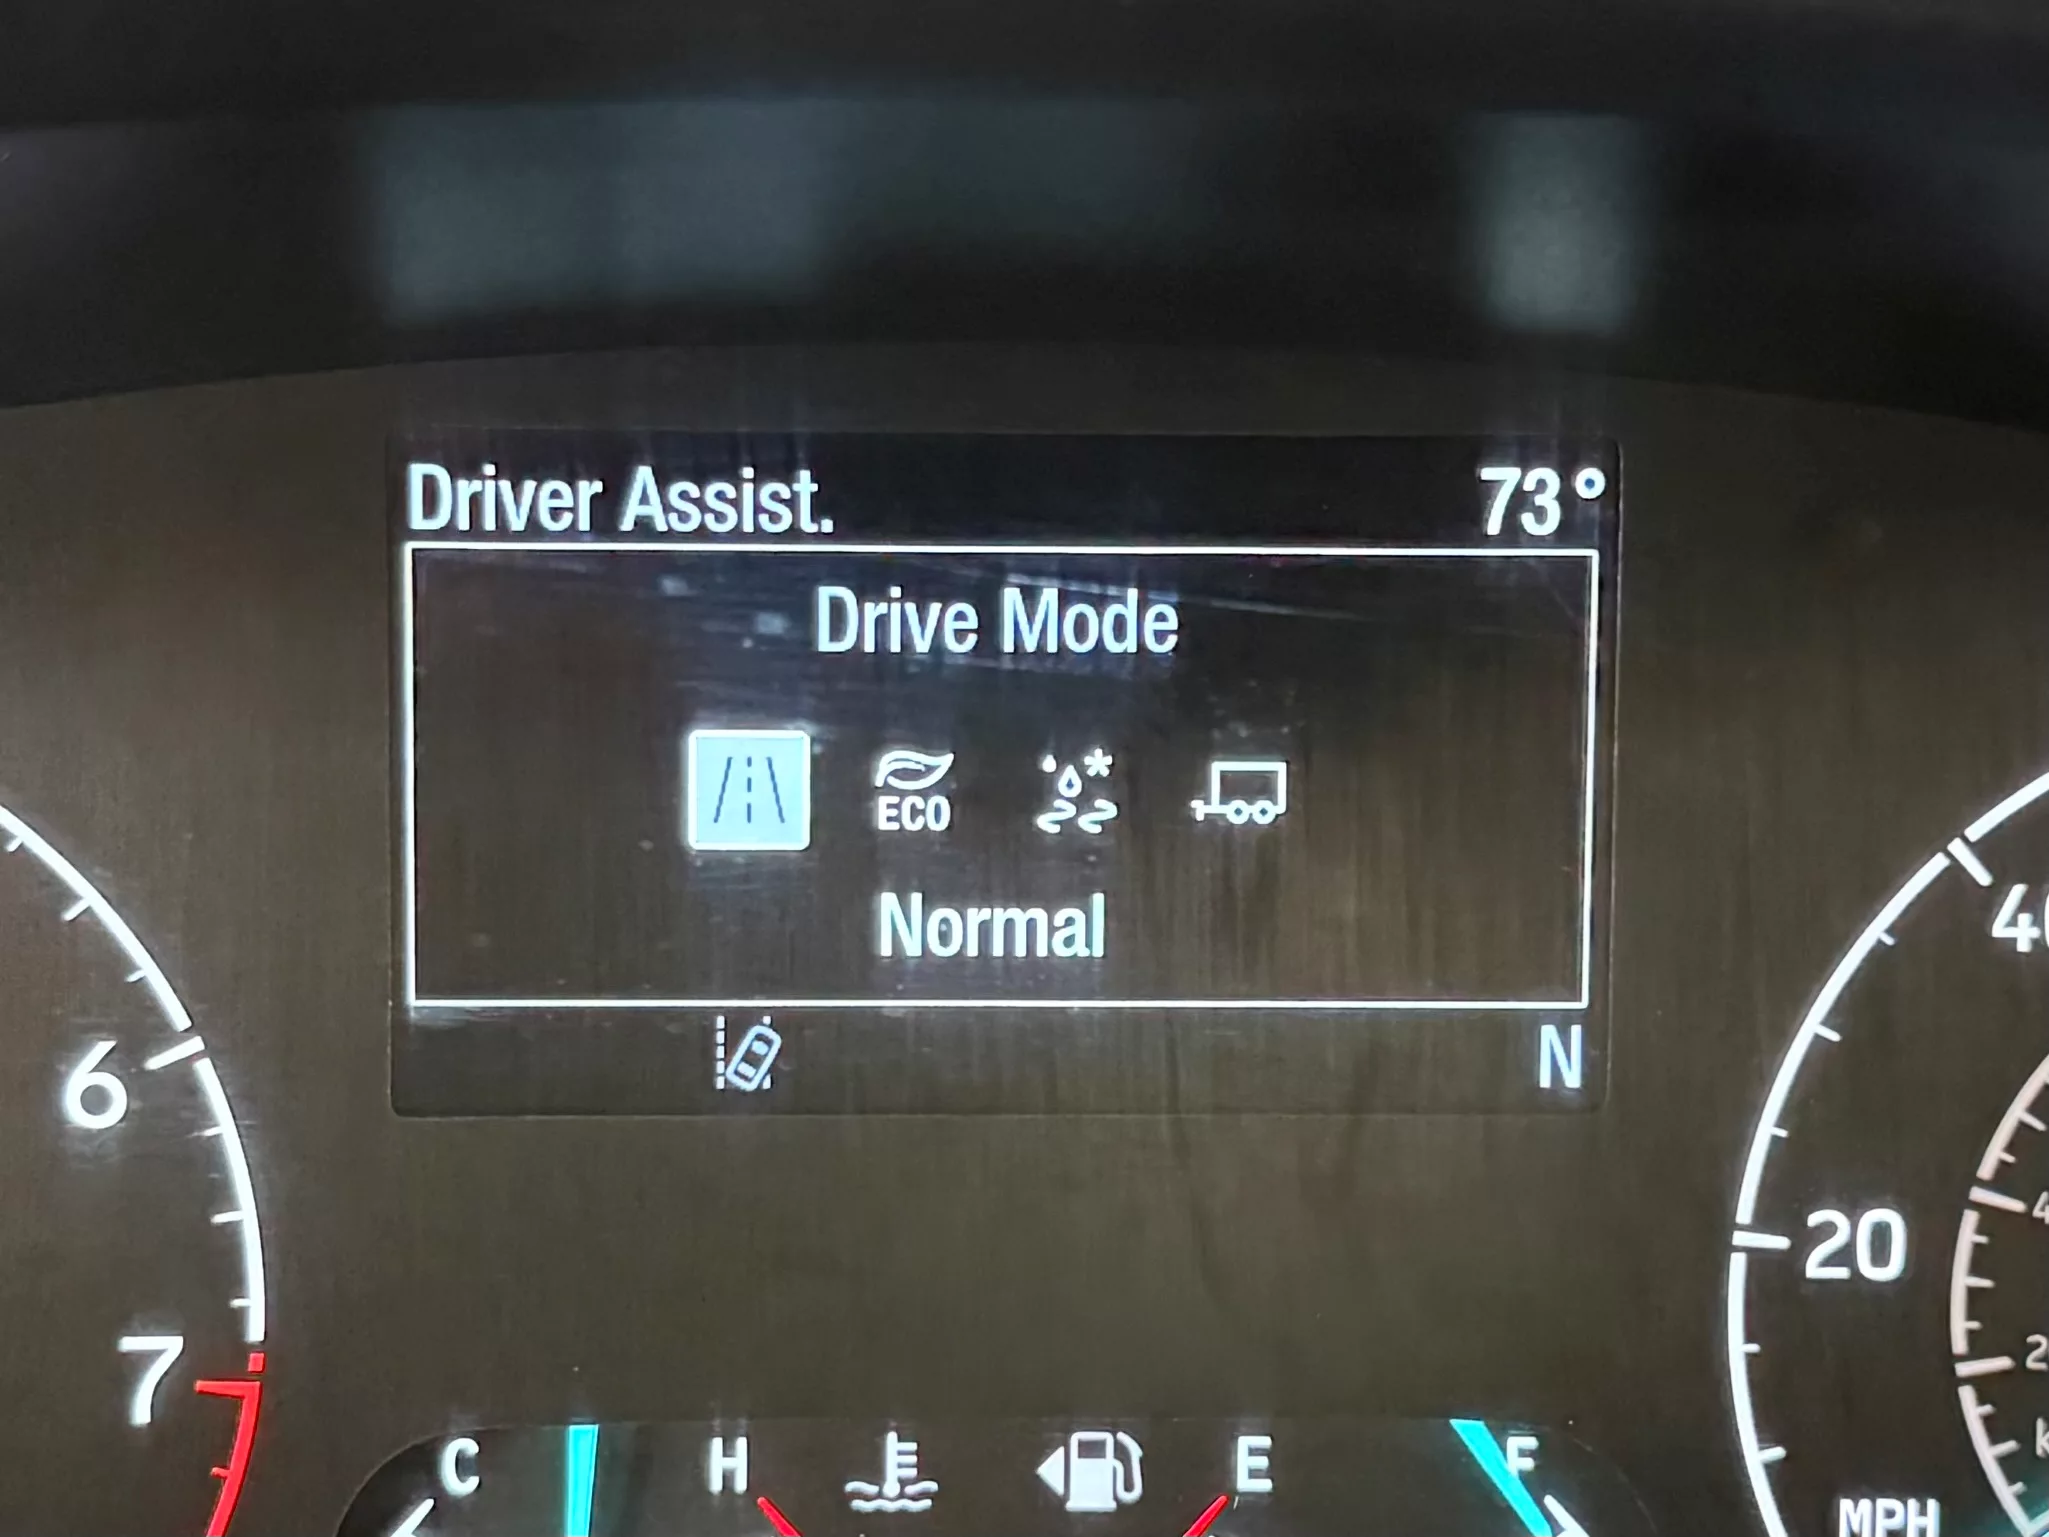 Driver Assist. 73°
Drive Mode
ECO
Normal
N
6
7
20
C H E F
MPH